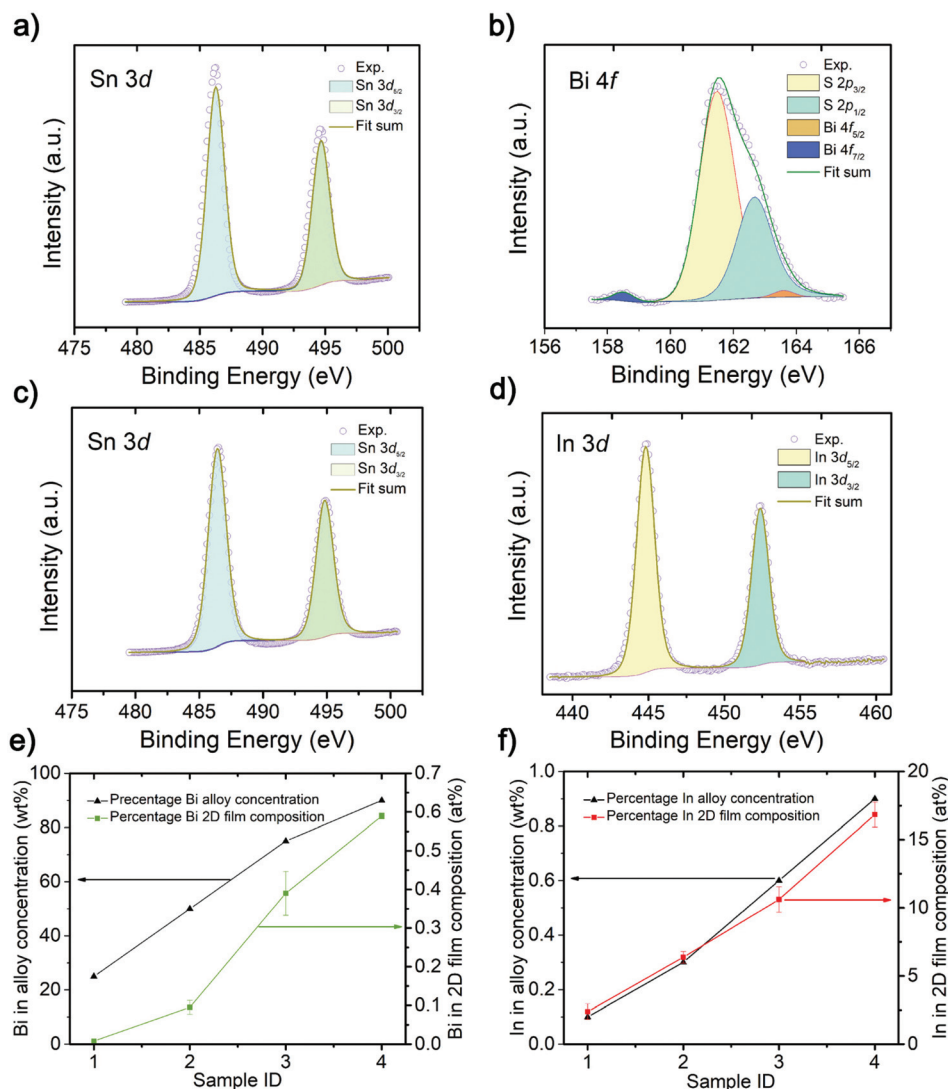 a)
Sn 3d
Exp.
Sn 3d5/2
Sn 3d3/2
Fit sum
Intensity (a.u.)
475 480 485 490 495 500
Binding Energy (eV)
b)
Bi 4f
Exp.
S 2p3/2
S 2p1/2
Bi 4f5/2
Bi 4f7/2
Fit sum
Intensity (a.u.)
156 158 160 162 164 166
Binding Energy (eV)
c)
Sn 3d
Exp.
Sn 3d5/2
Sn 3d3/2
Fit sum
Intensity (a.u.)
475 480 485 490 495 500
Binding Energy (eV)
d)
In 3d
Exp.
In 3d5/2
In 3d3/2
Fit sum
Intensity (a.u.)
440 445 450 455 460
Binding Energy (eV)
e)
Precentage Bi alloy concentration
Percentage Bi 2D film composition
Bi in alloy concentration (wt%)
100
80
60
40
20
0
Bi in 2D film composition (at%)
0.7
0.6
0.5
0.4
0.3
0.2
0.1
0.0
1 2 3 4
Sample ID
f)
Percentage In alloy concentration
Percentage In 2D film composition
In in alloy concentration (wt%)
1.0
0.8
0.6
0.4
0.2
0.0
In in 2D film composition (at%)
20
15
10
5
0
1 2 3 4
Sample ID